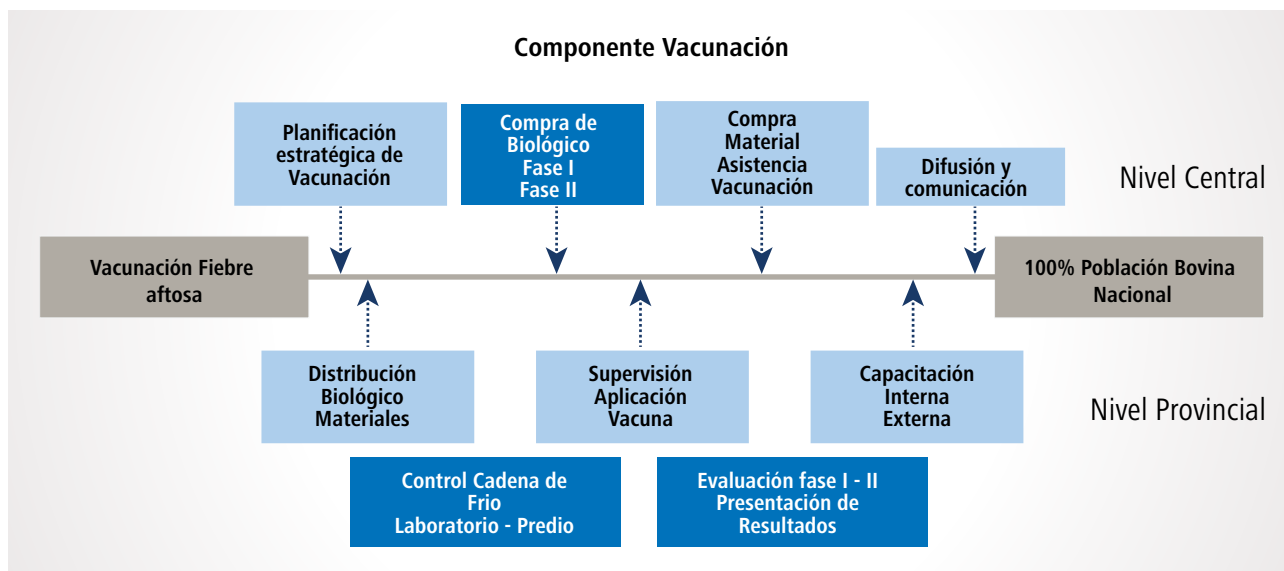 Componente Vacunación
Planificación
estratégica de
Vacunación
Compra de
Biológico
Fase I
Fase II
Compra
Material
Asistencia
Vacunación
Difusión y
comunicación
Nivel Central
Vacunación Fiebre
aftosa
100% Población Bovina
Nacional
Distribución
Biológico
Materiales
Supervisión
Aplicación
Vacuna
Capacitación
Interna
Externa
Nivel Provincial
Control Cadena de
Frio
Laboratorio - Predio
Evaluación fase I - II
Presentación de
Resultados